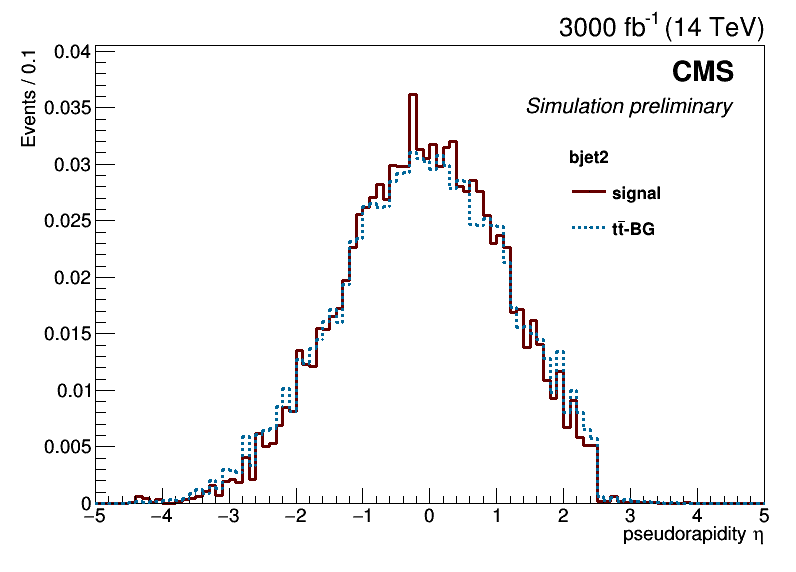 3000 fb⁻¹ (14 TeV)
CMS
Simulation preliminary
bjet2
signal
tt̄-BG
Events / 0.1
0.04
0.035
0.03
0.025
0.02
0.015
0.01
0.005
0
−5 −4 −3 −2 −1 0 1 2 3 4 5
pseudorapidity η